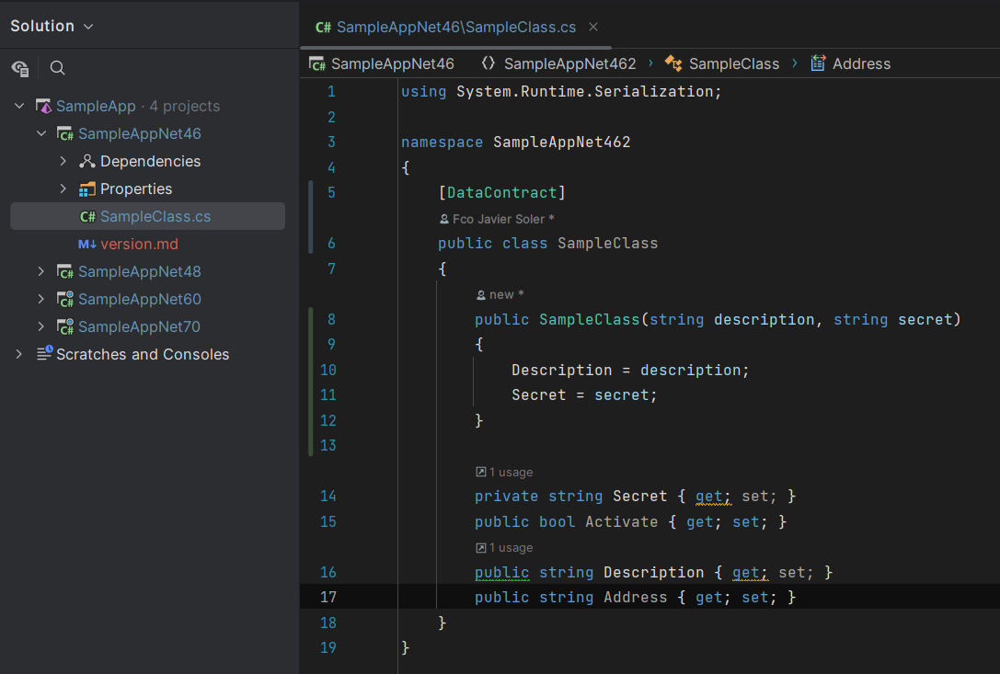 Solution
SampleApp · 4 projects
SampleAppNet46
Dependencies
Properties
C# SampleClass.cs
M↓ version.md
SampleAppNet48
SampleAppNet60
SampleAppNet70
Scratches and Consoles
C# SampleAppNet46\SampleClass.cs
SampleAppNet46 {} SampleAppNet462 › SampleClass › Address
1 using System.Runtime.Serialization;
2
3 namespace SampleAppNet462
4 {
5 [DataContract]
Fco Javier Soler *
6 public class SampleClass
7 {
new *
8 public SampleClass(string description, string secret)
9 {
10 Description = description;
11 Secret = secret;
12 }
13
1 usage
14 private string Secret { get; set; }
15 public bool Activate { get; set; }
1 usage
16 public string Description { get; set; }
17 public string Address { get; set; }
18 }
19 }